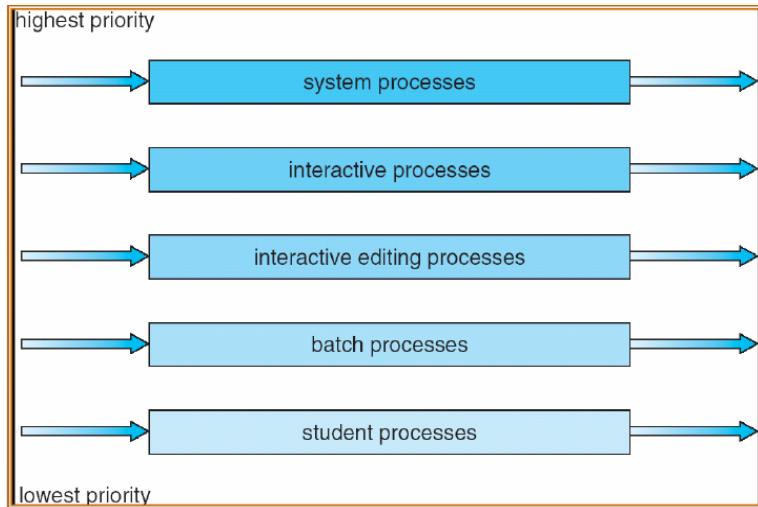 highest priority
system processes
interactive processes
interactive editing processes
batch processes
student processes
lowest priority